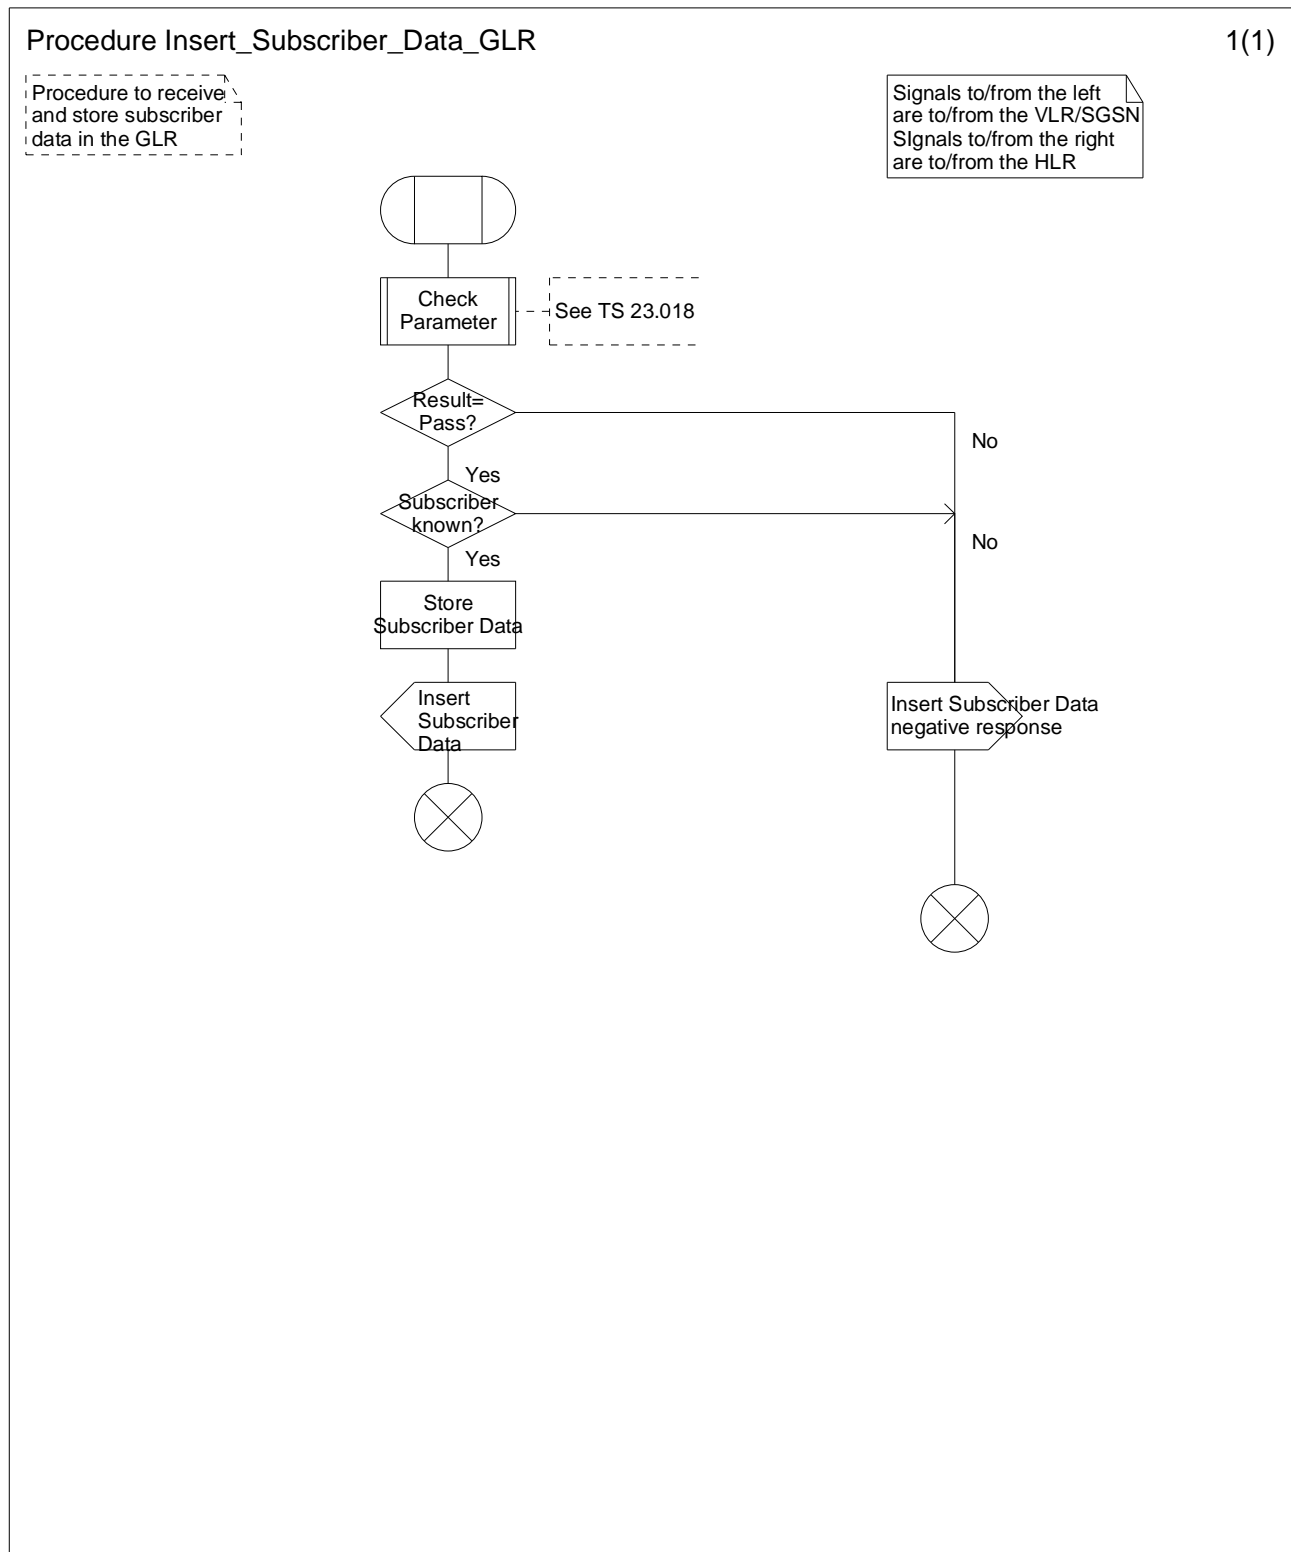 Procedure Insert_Subscriber_Data_GLR
1(1)
Procedure to receive
and store subscriber
data in the GLR
Signals to/from the left
are to/from the VLR/SGSN
SIgnals to/from the right
are to/from the HLR
Check
Parameter
See TS 23.018
Result=
Pass?
No
Yes
Subscriber
known?
No
Yes
Store
Subscriber Data
Insert
Subscriber
Data
Insert Subscriber Data
negative response